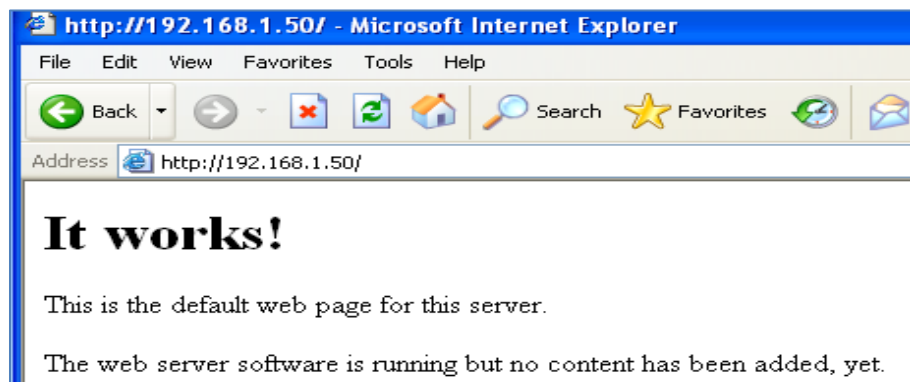 http://192.168.1.50/ - Microsoft Internet Explorer
File Edit View Favorites Tools Help
Back Search Favorites
Address http://192.168.1.50/
It works!
This is the default web page for this server.
The web server software is running but no content has been added, yet.